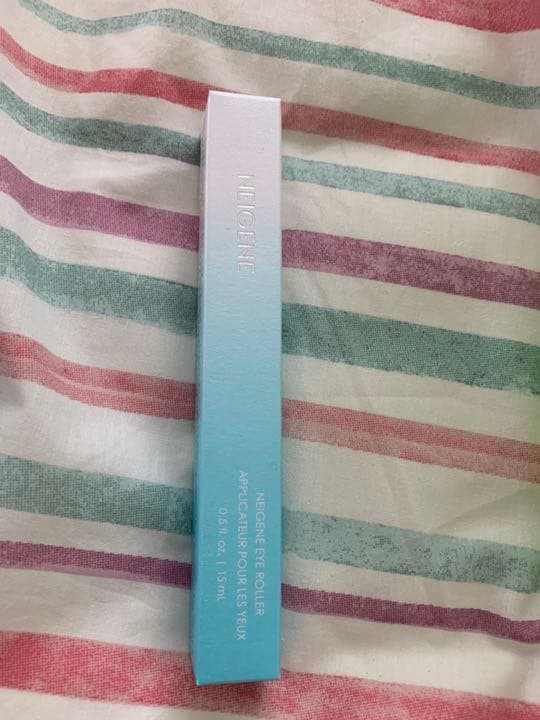 NEIGENE
NEIGENE EYE ROLLER
APPLICATEUR POUR LES YEUX
0.5 fl. oz. | 15 mL